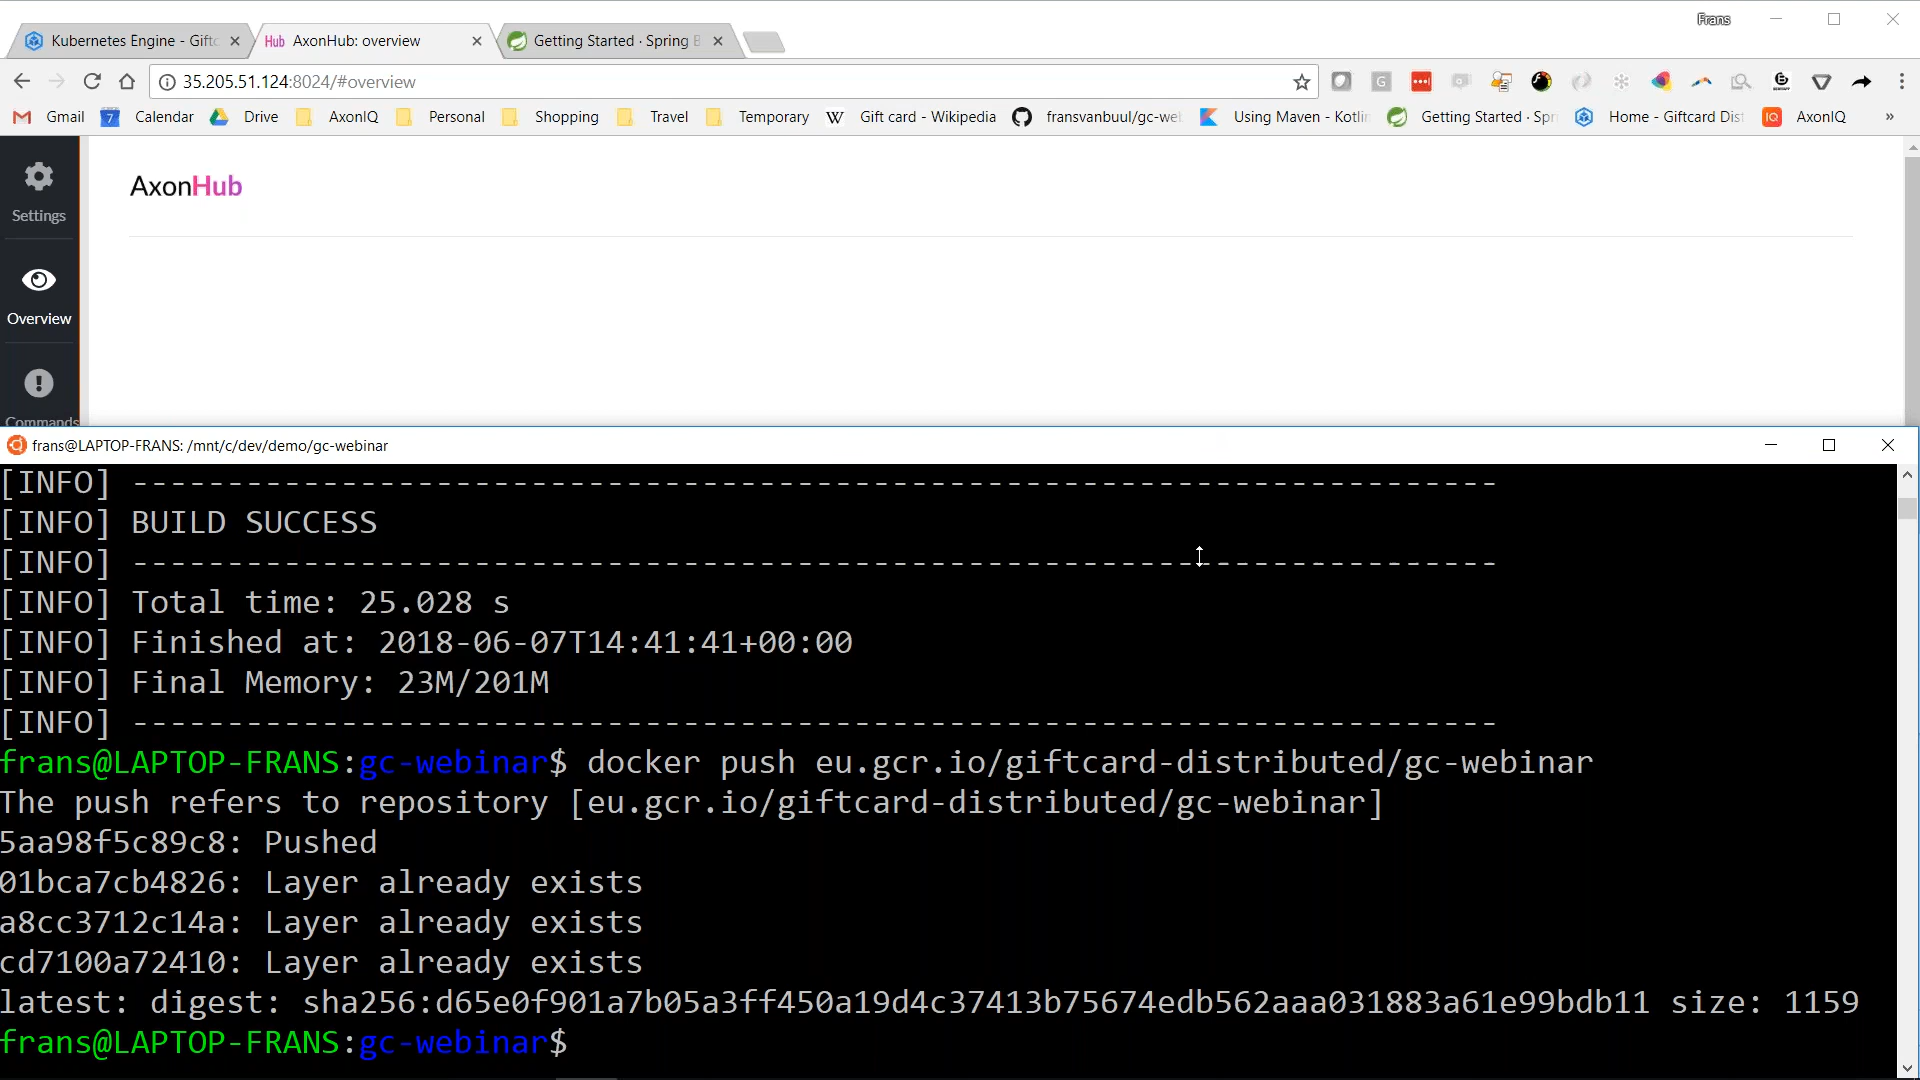 Frans
Kubernetes Engine - Giftc
Hub AxonHub: overview
Getting Started · Spring B
35.205.51.124:8024/#overview
Gmail
7 Calendar
Drive
AxonIQ
Personal
Shopping
Travel
Temporary
W Gift card - Wikipedia
fransvanbuul/gc-we
Using Maven - Kotli
Getting Started · Spr
Home - Giftcard Dist
IQ AxonIQ
»
Settings
Overview
Commands
AxonHub
frans@LAPTOP-FRANS: /mnt/c/dev/demo/gc-webinar
[INFO] ------------------------------------------------------------------------
[INFO] BUILD SUCCESS
[INFO] ------------------------------------------------------------------------
[INFO] Total time: 25.028 s
[INFO] Finished at: 2018-06-07T14:41:41+00:00
[INFO] Final Memory: 23M/201M
[INFO] ------------------------------------------------------------------------
frans@LAPTOP-FRANS:gc-webinar$ docker push eu.gcr.io/giftcard-distributed/gc-webinar
The push refers to repository [eu.gcr.io/giftcard-distributed/gc-webinar]
5aa98f5c89c8: Pushed
01bca7cb4826: Layer already exists
a8cc3712c14a: Layer already exists
cd7100a72410: Layer already exists
latest: digest: sha256:d65e0f901a7b05a3ff450a19d4c37413b75674edb562aaa031883a61e99bdb11 size: 1159
frans@LAPTOP-FRANS:gc-webinar$